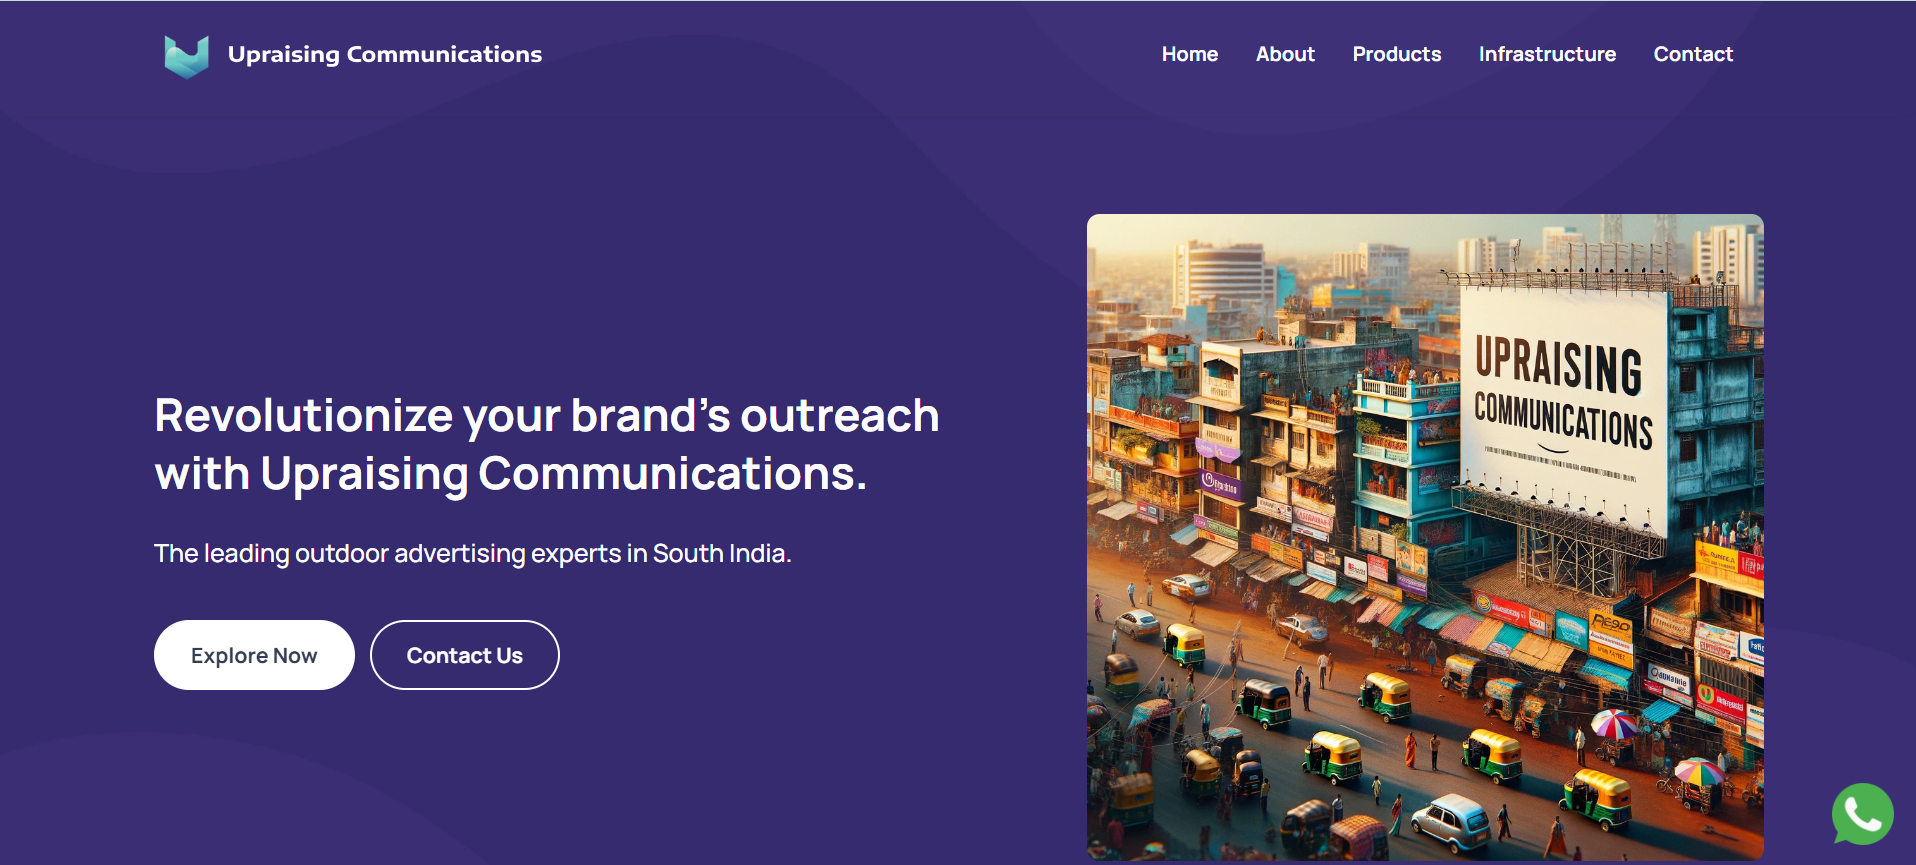 Upraising Communications
Home About Products Infrastructure Contact
Revolutionize your brand's outreach
with Upraising Communications.
The leading outdoor advertising experts in South India.
Explore Now Contact Us
UPRAISING
COMMUNICATIONS